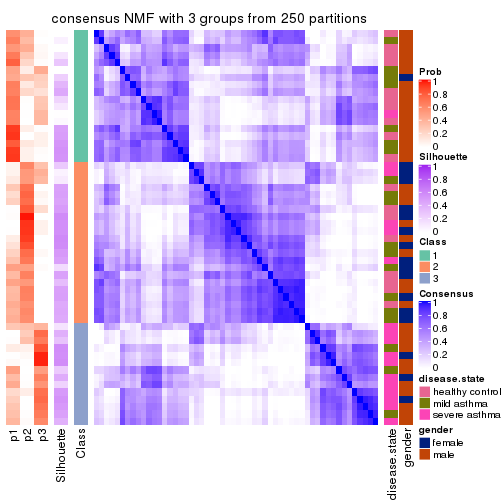 consensus NMF with 3 groups from 250 partitions
Prob
1
0.8
0.6
0.4
0.2
0
Silhouette
1
0.8
0.6
0.4
0.2
0
Class
1
2
3
Consensus
1
0.8
0.6
0.4
0.2
0
disease.state
healthy control
mild asthma
severe asthma
gender
female
male
p1
p2
p3
Silhouette
Class
disease.state
gender